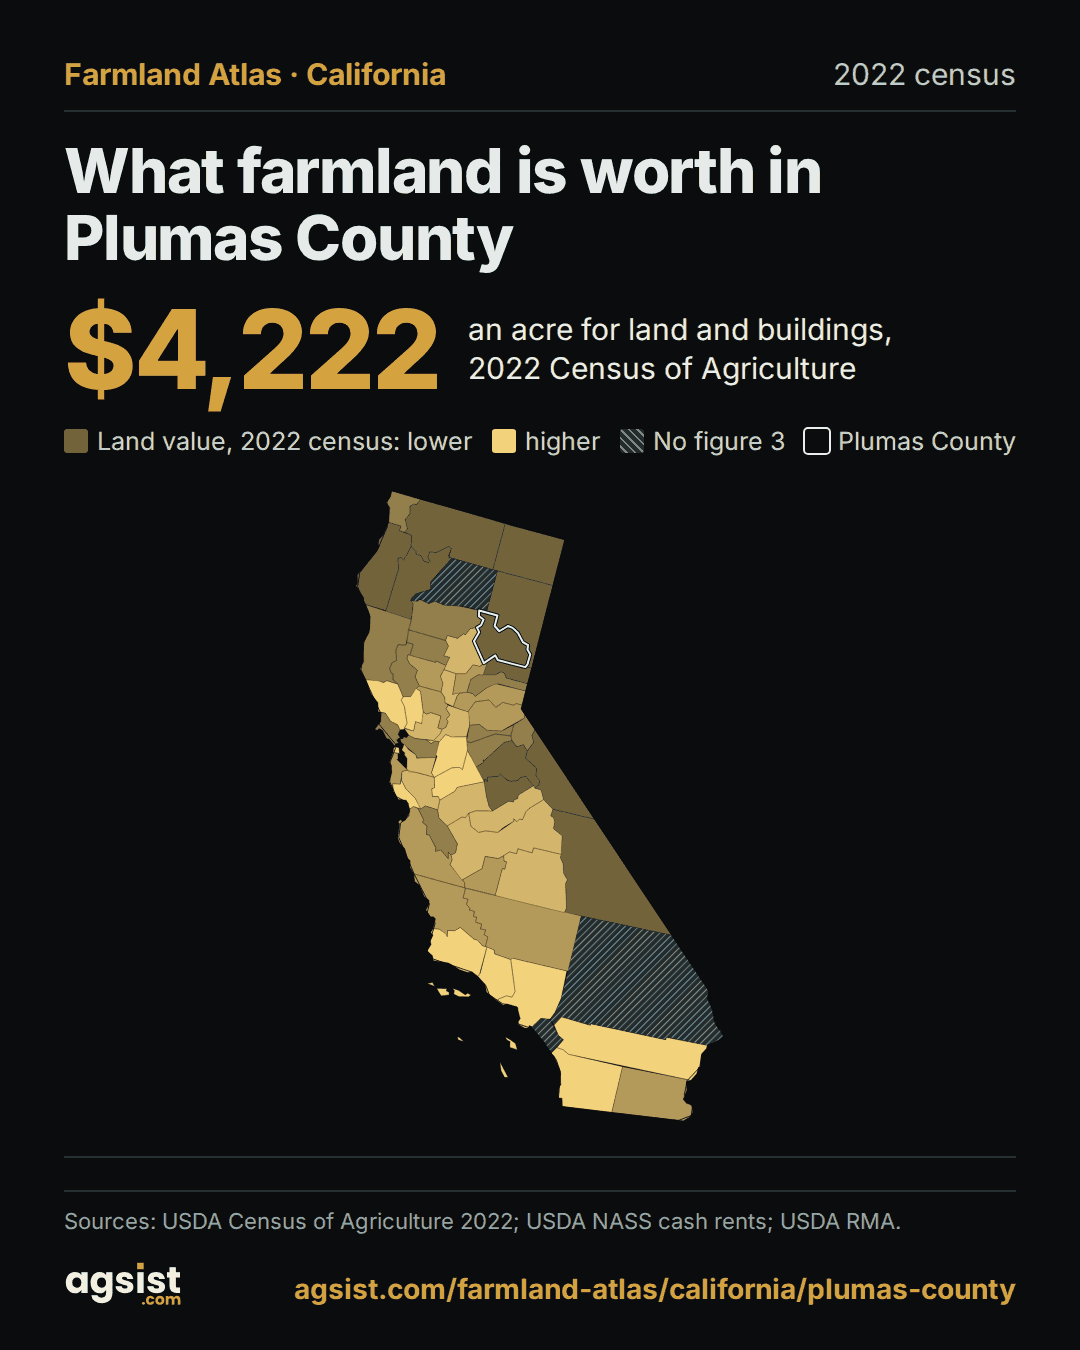 Farmland Atlas · California
2022 census
What farmland is worth in
Plumas County
$4,222
an acre for land and buildings,
2022 Census of Agriculture
Land value, 2022 census: lower
higher
No figure 3
Plumas County
Sources: USDA Census of Agriculture 2022; USDA NASS cash rents; USDA RMA.
agsist
.com
agsist.com/farmland-atlas/california/plumas-county